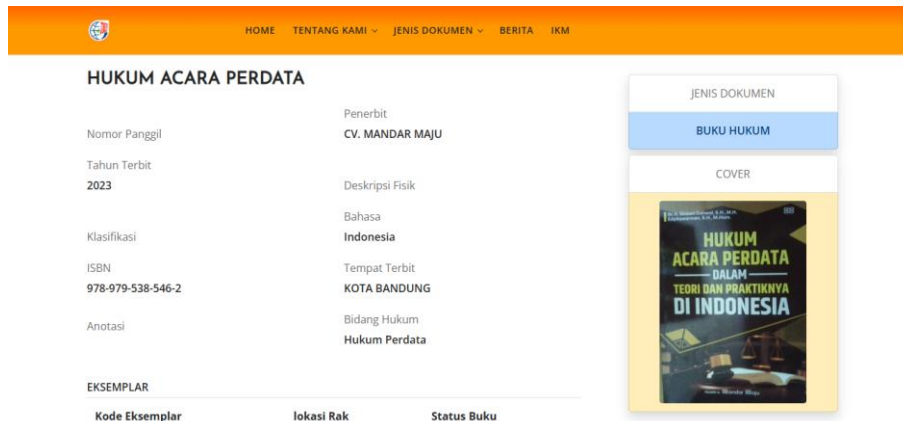 HOME TENTANG KAMI JENIS DOKUMEN BERITA IKM
HUKUM ACARA PERDATA
Nomor Panggil
Penerbit
CV. MANDAR MAJU
Tahun Terbit
2023
Deskripsi Fisik
Klasifikasi
Bahasa
Indonesia
ISBN
978-979-538-546-2
Tempat Terbit
KOTA BANDUNG
Anotasi
Bidang Hukum
Hukum Perdata
EKSEMPLAR
Kode Eksemplar lokasi Rak Status Buku
JENIS DOKUMEN
BUKU HUKUM
COVER
HUKUM
ACARA PERDATA
DALAM
TEORI DAN PRAKTIKNYA
DI INDONESIA